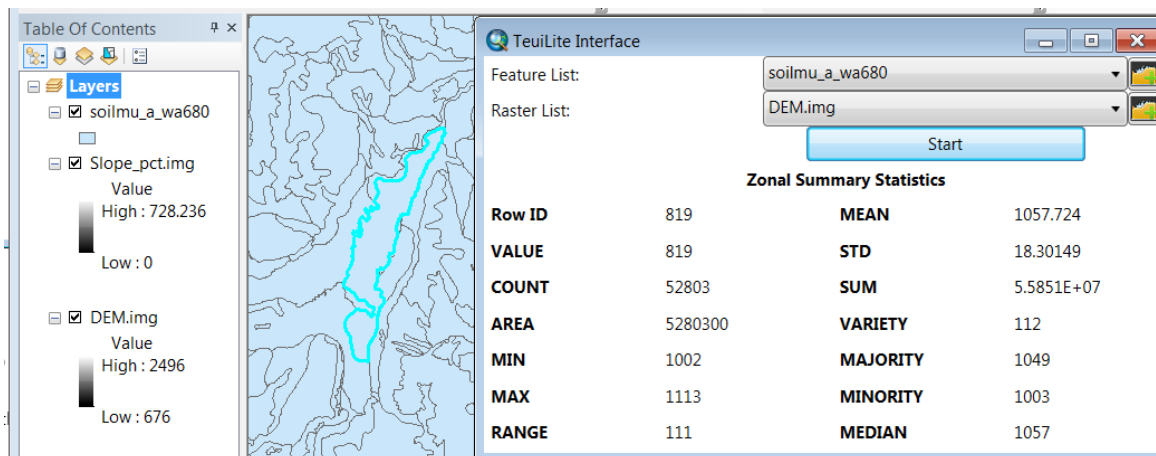 Table Of Contents
Layers
soilmu_a_wa680
Slope_pct.img
Value
High : 728.236
Low : 0
DEM.img
Value
High : 2496
Low : 676
TeuiLite Interface
Feature List: soilmu_a_wa680
Raster List: DEM.img
Start
Zonal Summary Statistics
Row ID 819 MEAN 1057.724
VALUE 819 STD 18.30149
COUNT 52803 SUM 5.5851E+07
AREA 5280300 VARIETY 112
MIN 1002 MAJORITY 1049
MAX 1113 MINORITY 1003
RANGE 111 MEDIAN 1057